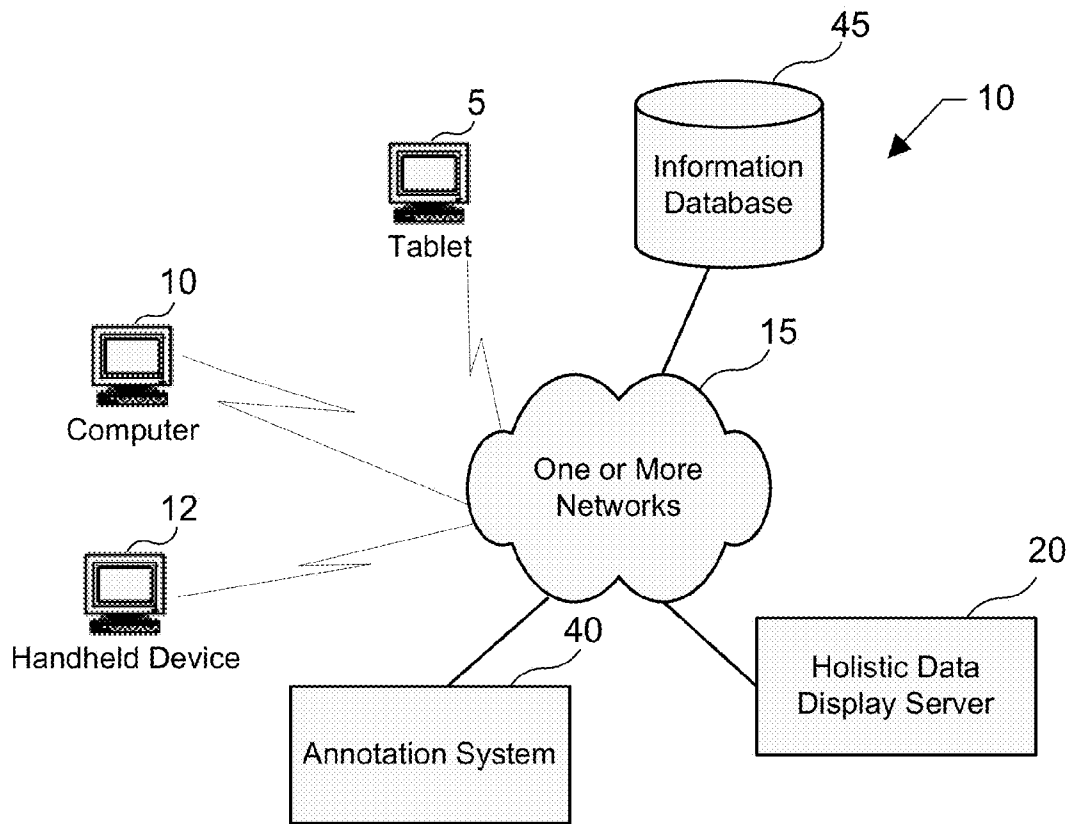 45
10
Information
Database
5
Tablet
10
Computer
15
One or More
Networks
12
Handheld Device
20
Holistic Data
Display Server
40
Annotation System